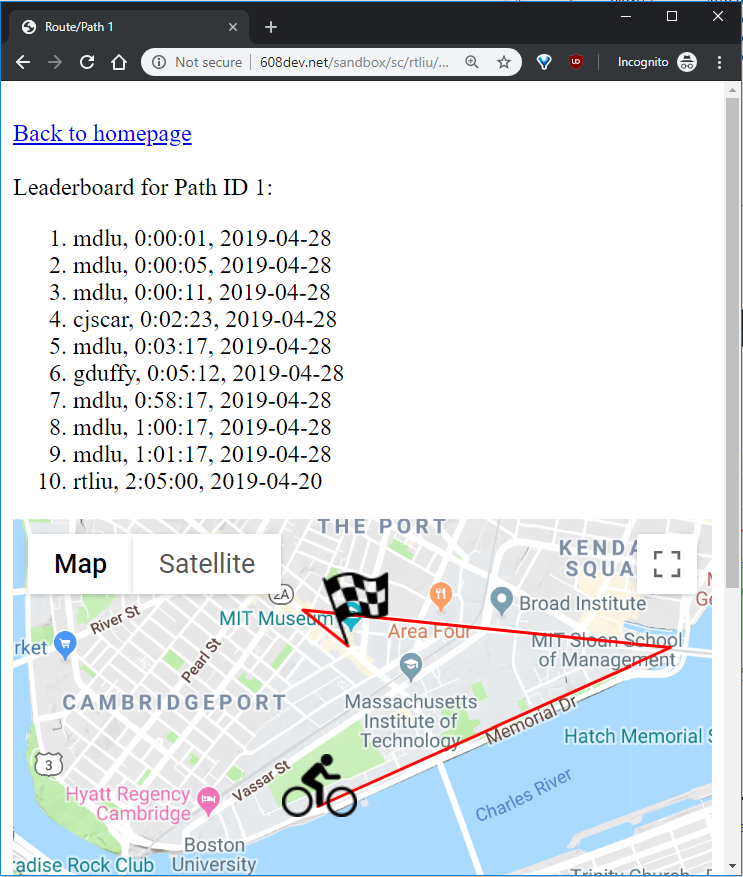 Route/Path 1
Not secure | 608dev.net/sandbox/sc/rtliu/... Incognito
Back to homepage
Leaderboard for Path ID 1:
1. mdlu, 0:00:01, 2019-04-28
2. mdlu, 0:00:05, 2019-04-28
3. mdlu, 0:00:11, 2019-04-28
4. cjscar, 0:02:23, 2019-04-28
5. mdlu, 0:03:17, 2019-04-28
6. gduffy, 0:05:12, 2019-04-28
7. mdlu, 0:58:17, 2019-04-28
8. mdlu, 1:00:17, 2019-04-28
9. mdlu, 1:01:17, 2019-04-28
10. rtliu, 2:05:00, 2019-04-20
THE PORT
Map Satellite
KENDA
SQUA
2A
Broad Institute
River St
MIT Museum
Area Four
rket
Pearl St
MIT Sloan School
of Management
CAMBRIDGEPORT
Massachusetts
Institute of
Technology
Memorial Dr
Hatch Memorial S
3
Vassar St
Hyatt Regency
Cambridge
Charles River
Boston
University
adise Rock Club
Trinity Church